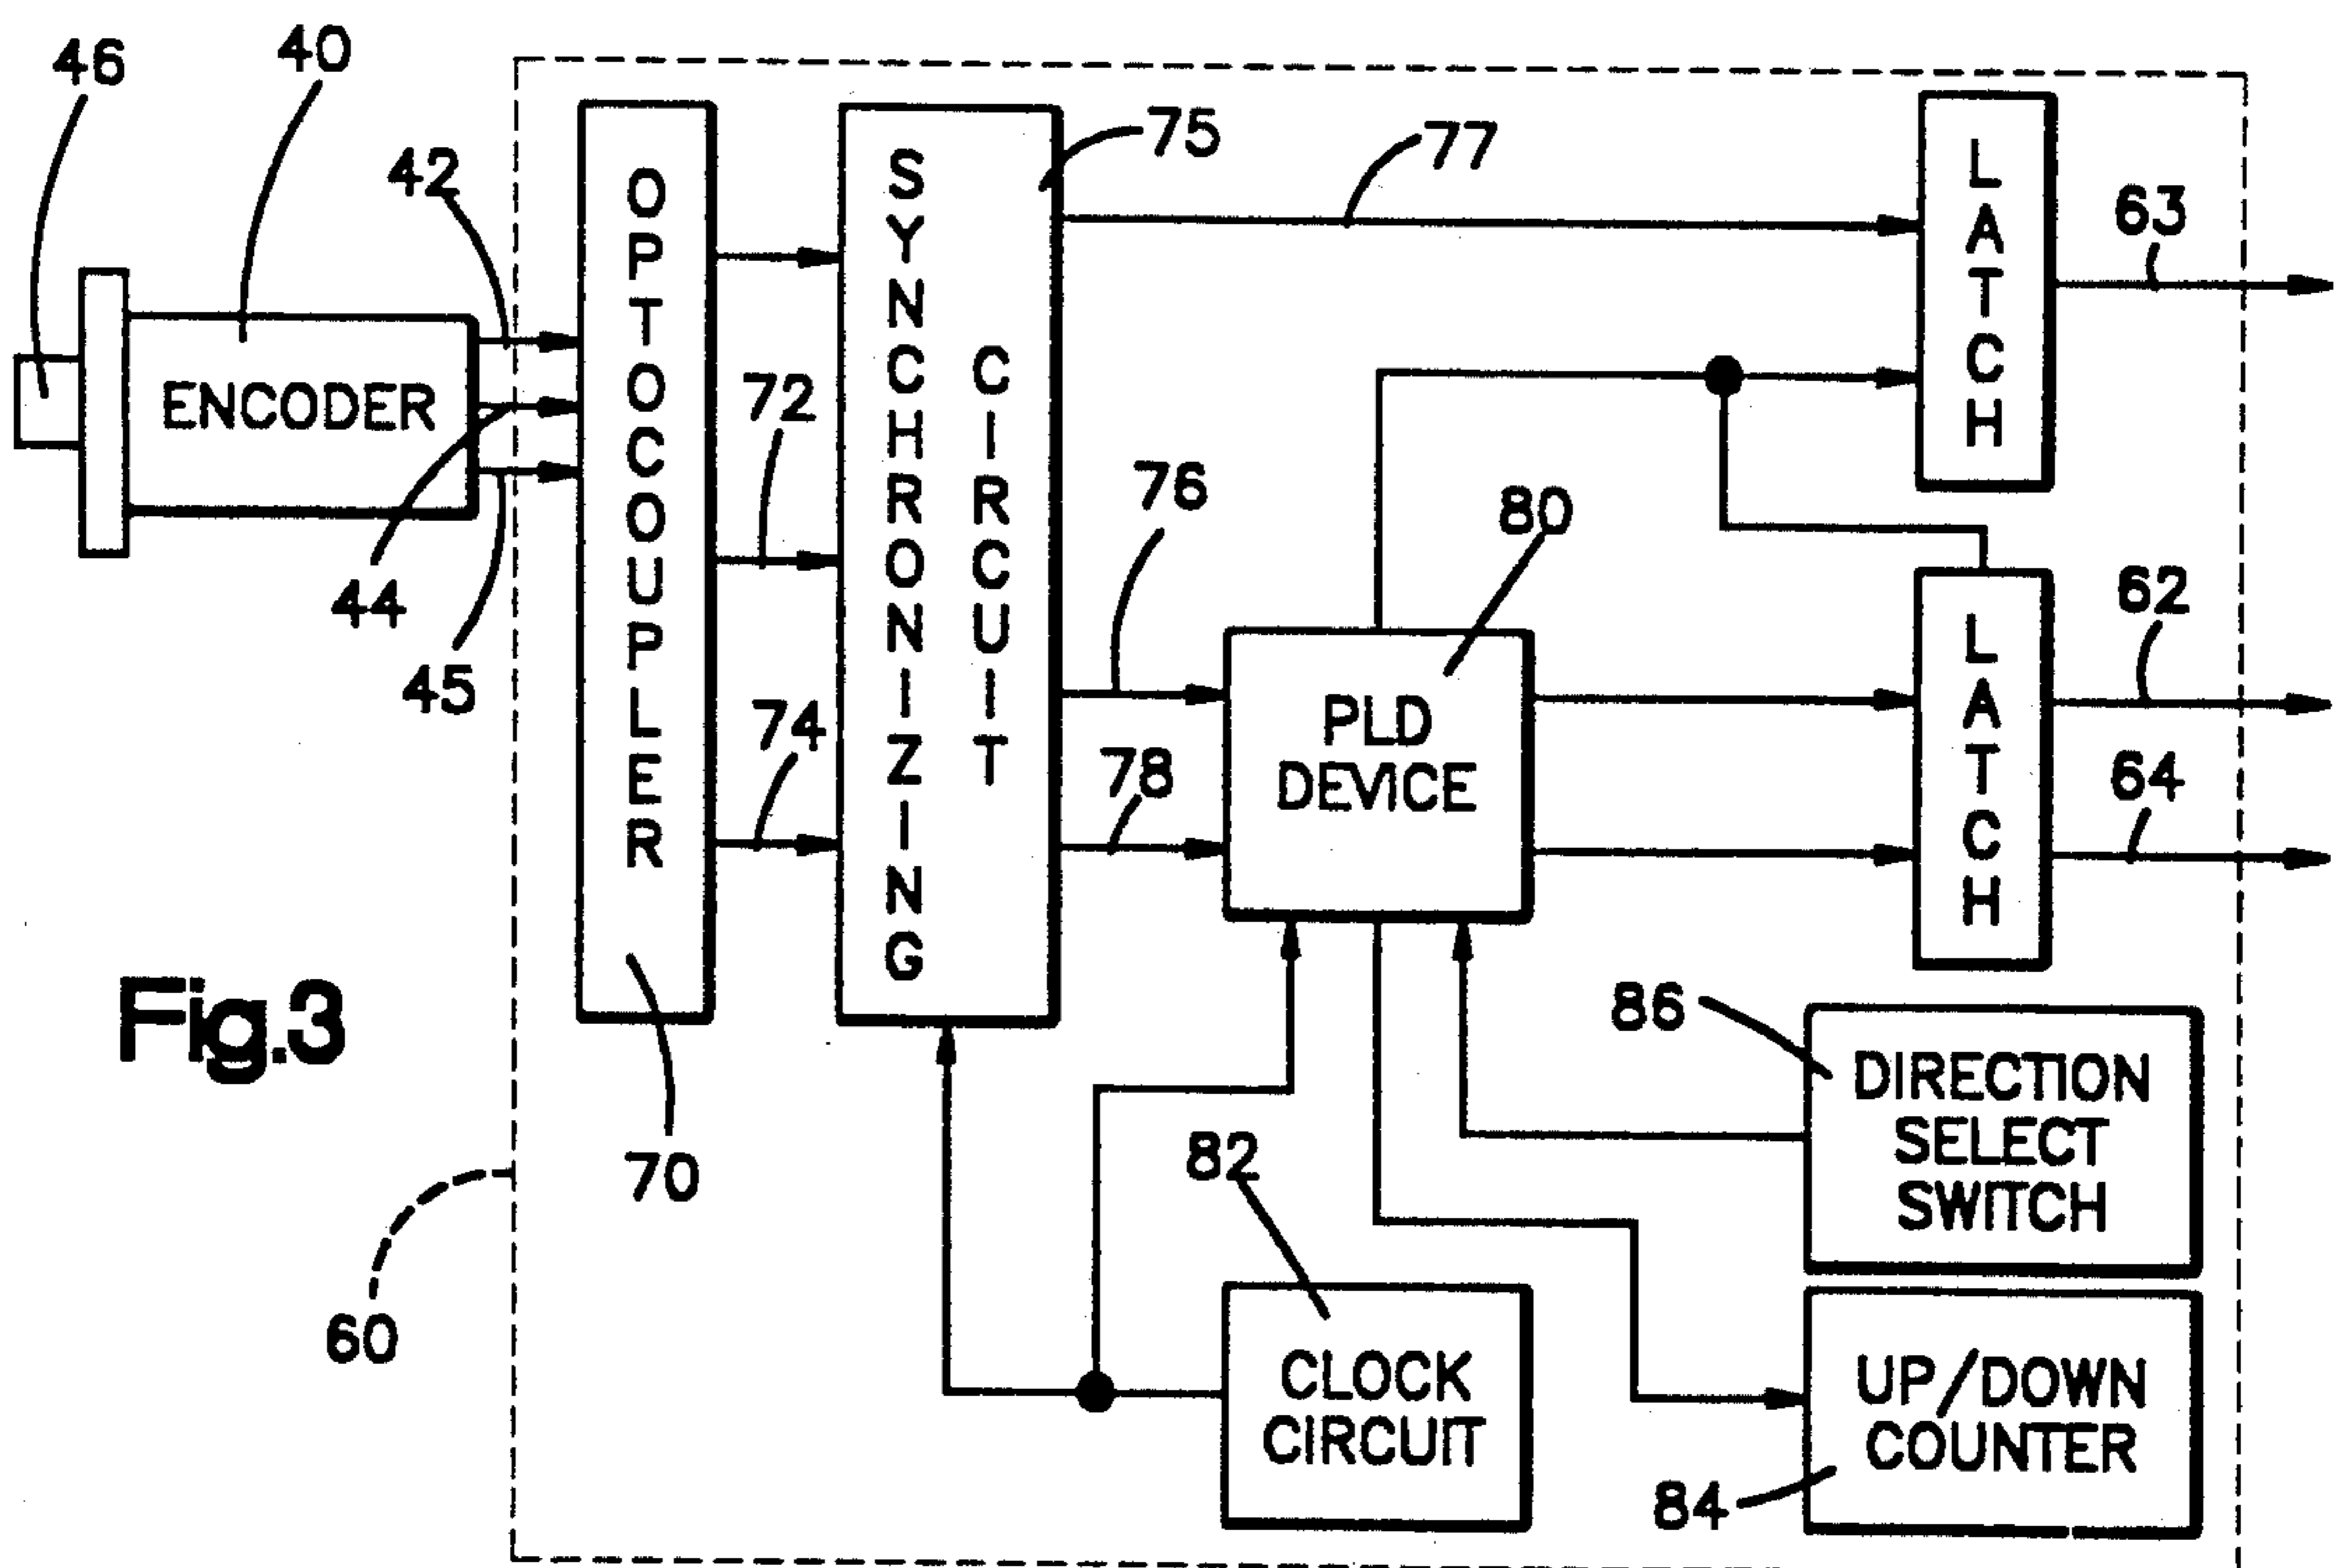 46
40
42
ENCODER
44
45
OPTOCOUPLER
70
72
74
SYNCHRONIZING
CIRCUIT
75
77
76
78
80
PLD
DEVICE
LATCH
63
LATCH
62
64
86
DIRECTION
SELECT
SWITCH
82
CLOCK
CIRCUIT
UP/DOWN
COUNTER
84
60
Fig.3